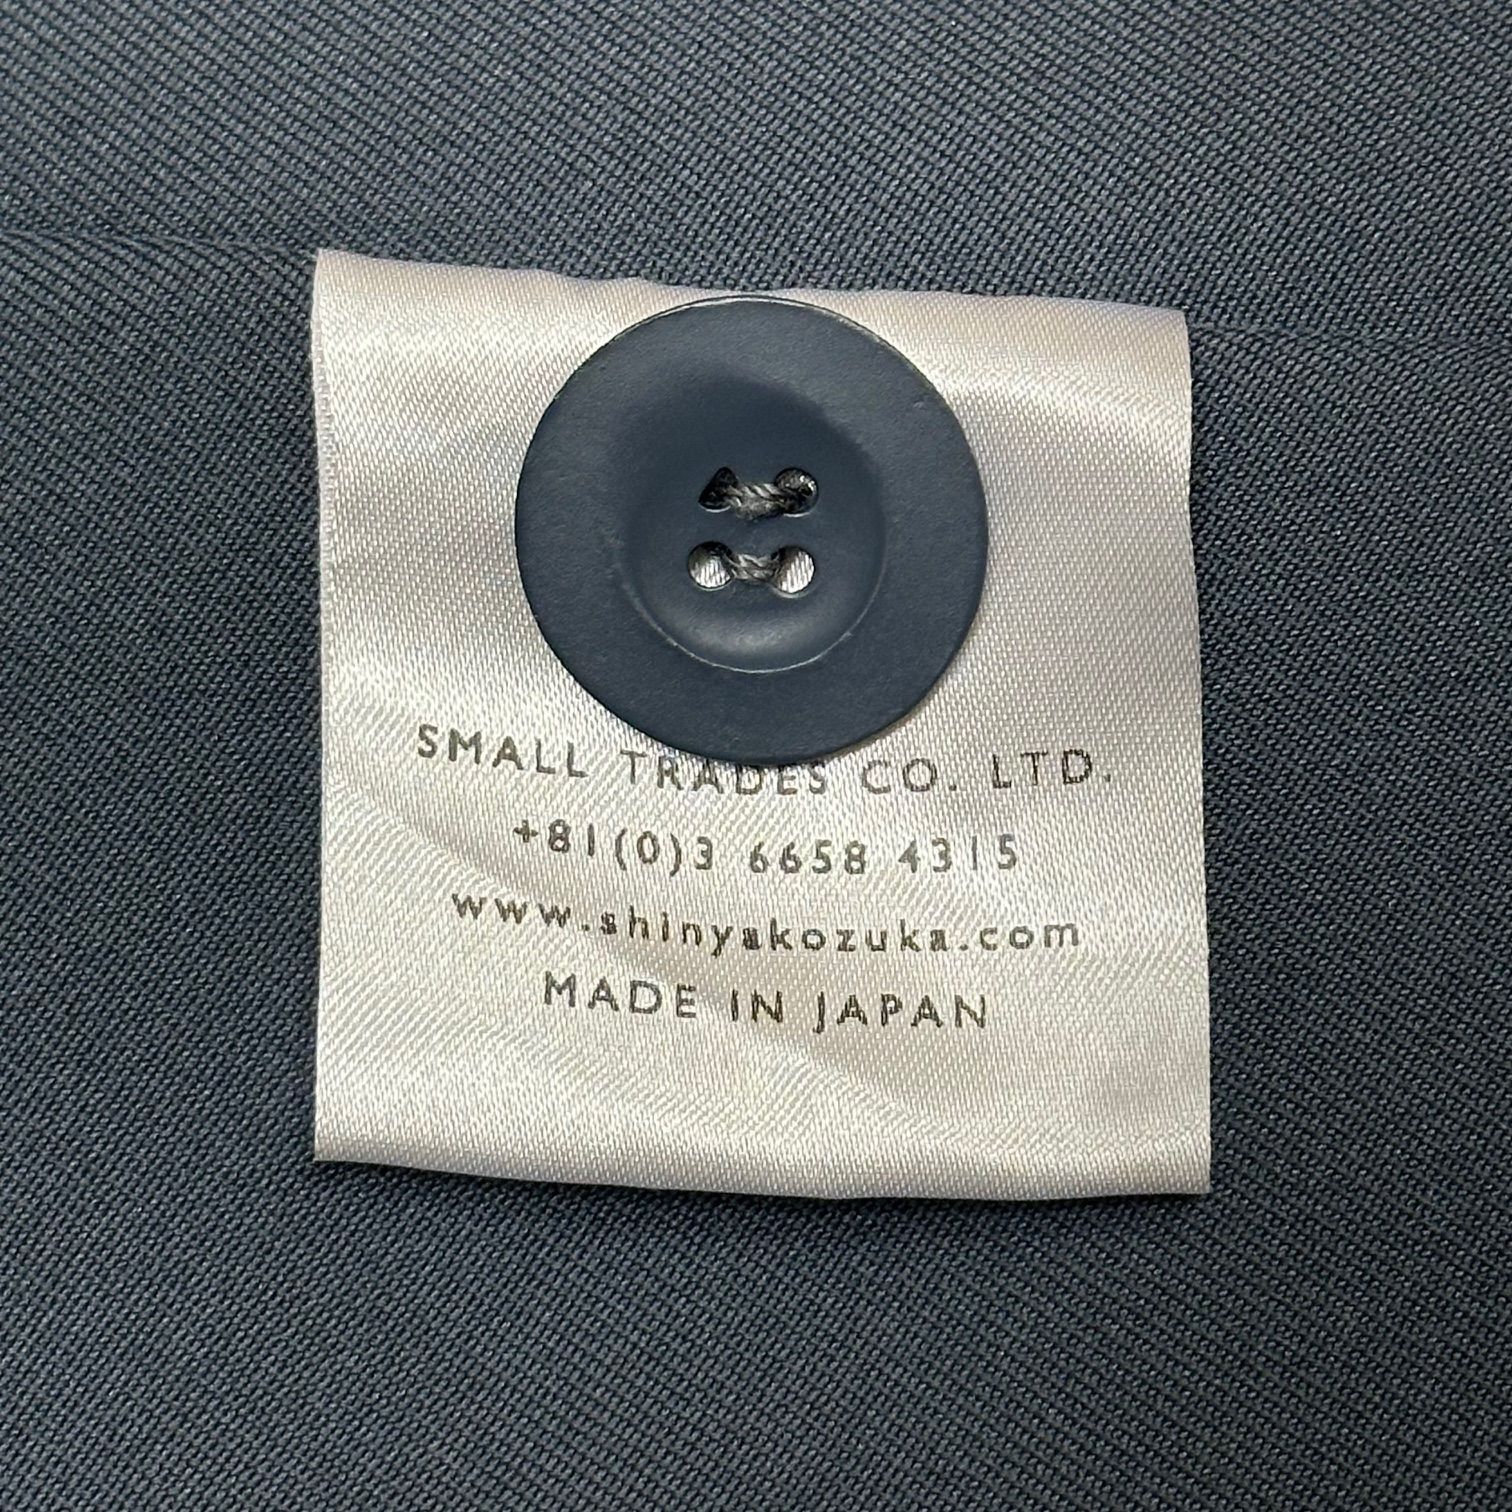 SMALL TRADES CO. LTD.
+81(0)3 6658 4315
www.shinyakozuka.com
MADE IN JAPAN